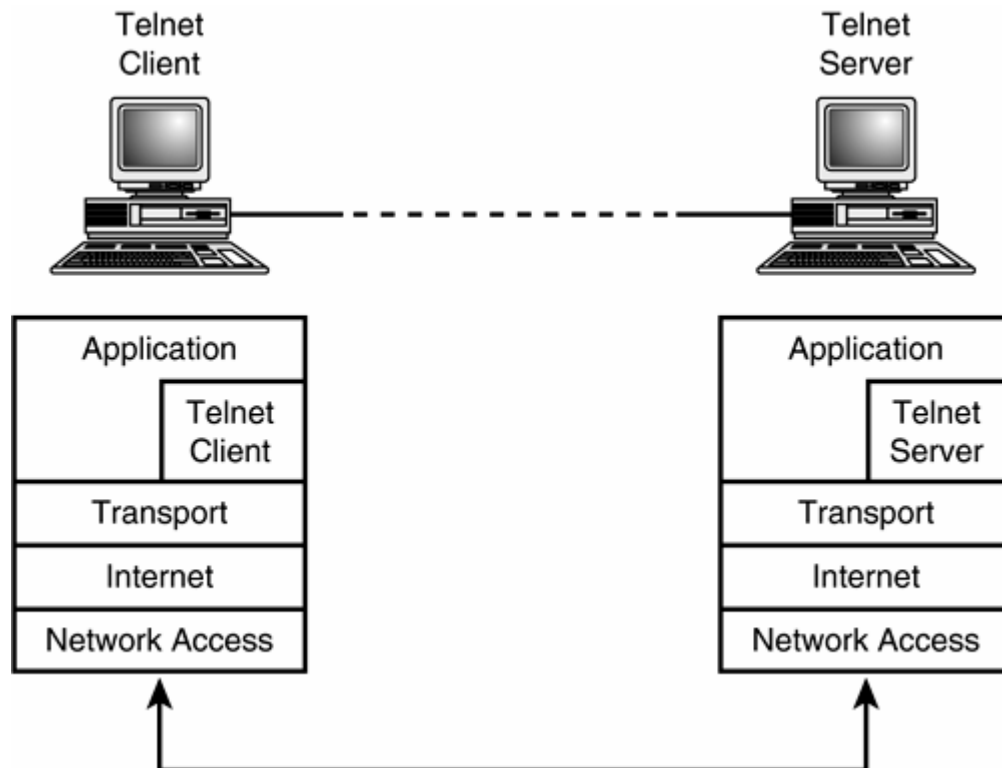 Telnet
Client
Telnet
Server
Application
Telnet
Client
Transport
Internet
Network Access
Application
Telnet
Server
Transport
Internet
Network Access